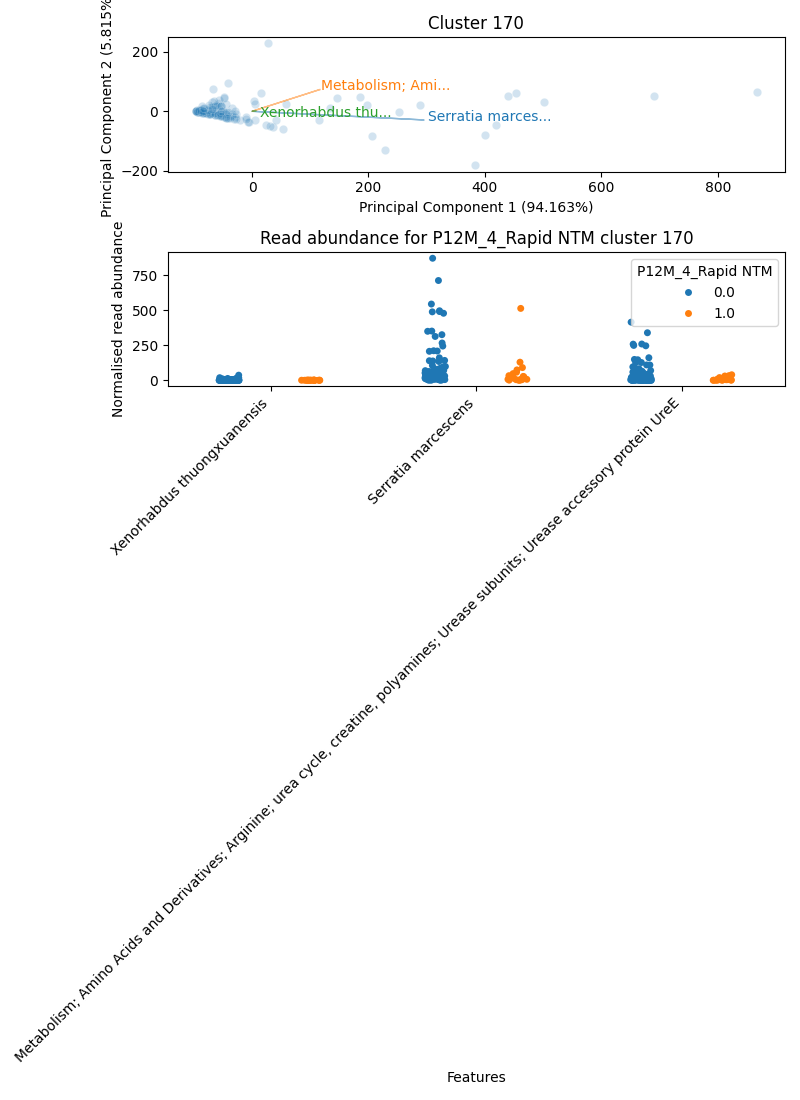 Cluster 170
Principal Component 2 (5.815%
200
0
−200
Metabolism; Ami...
Xenorhabdus thu...
Serratia marces...
0
200
400
600
800
Principal Component 1 (94.163%)
Read abundance for P12M_4_Rapid NTM cluster 170
Normalised read abundance
750
500
250
0
P12M_4_Rapid NTM
0.0
1.0
Xenorhabdus thuongxuanensis
Serratia marcescens
Metabolism; Amino Acids and Derivatives; Arginine; urea cycle, creatine, polyamines; Urease subunits; Urease accessory protein UreE
Features